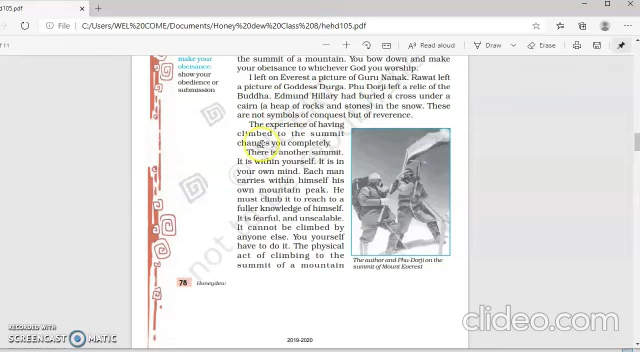 hd105.pdf
File | C:/Users/WEL%20COME/Documents/Honey%20dew%20Class%208/hehd105.pdf
of 11
Read aloud
Draw
Erase
make your
obeisance:
show your
obedience or
submission
the summit of a mountain. You bow down and make
your obeisance to whichever God you worship.
I left on Everest a picture of Guru Nanak. Rawat left
a picture of Goddess Durga. Phu Dorji left a relic of the
Buddha. Edmund Hillary had buried a cross under a
cairn (a heap of rocks and stones) in the snow. These
are not symbols of conquest but of reverence.
The experience of having
climbed to the summit
changes you completely.
There is another summit.
It is within yourself. It is in
your own mind. Each man
carries within himself his
own mountain peak. He
must climb it to reach to a
fuller knowledge of himself.
It is fearful, and unscalable.
It cannot be climbed by
anyone else. You yourself
have to do it. The physical
act of climbing to the
summit of a mountain
The author and Phu-Dorji on the
summit of Mount Everest
78 Honeydew
2019-2020
RECORDED WITH
SCREENCAST MATIC
clideo.com